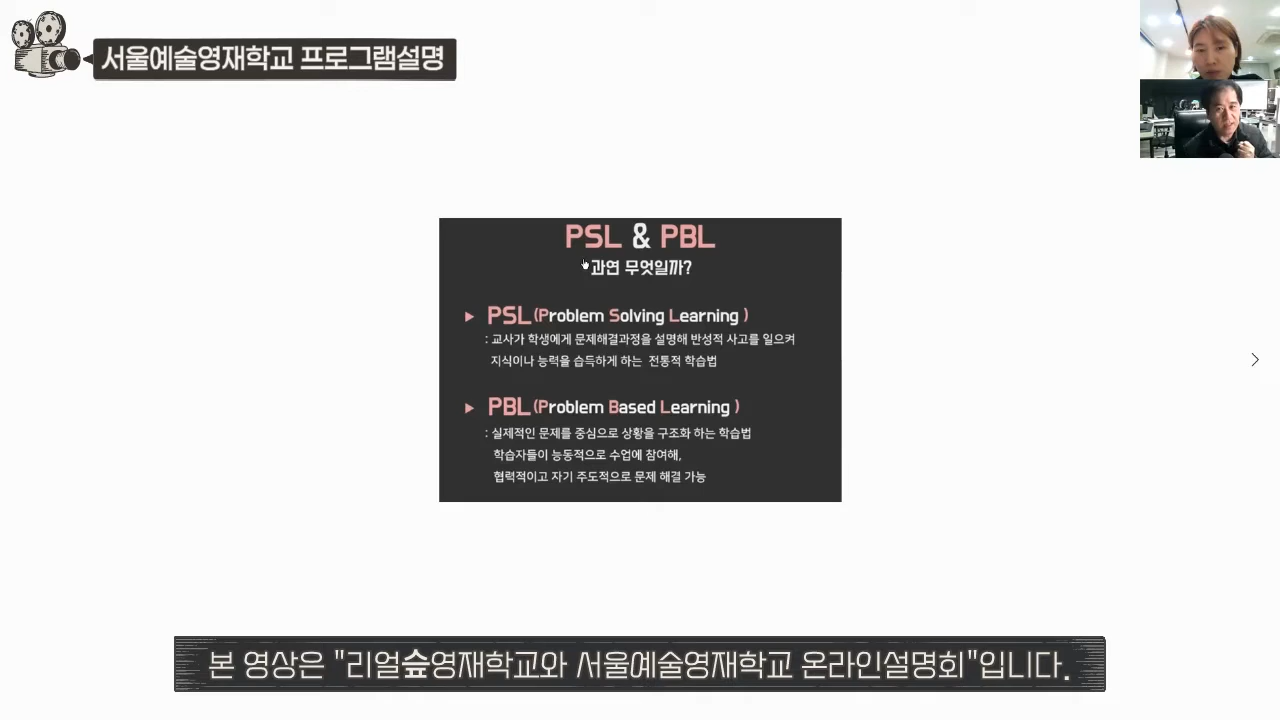 서울예술영재학교 프로그램설명
PSL & PBL
과연 무엇일까?
▶ PSL (Problem Solving Learning )
: 교사가 학생에게 문제해결과정을 설명해 반성적 사고를 일으켜
지식이나 능력을 습득하게 하는 전통적 학습법
▶ PBL (Problem Based Learning )
: 실제적인 문제를 중심으로 상황을 구조화 하는 학습법
학습자들이 능동적으로 수업에 참여해,
협력적이고 자기 주도적으로 문제 해결 가능
본 영상은 "리열숲영재학교와 서울예술영재학교 온라인설명회"입니다.